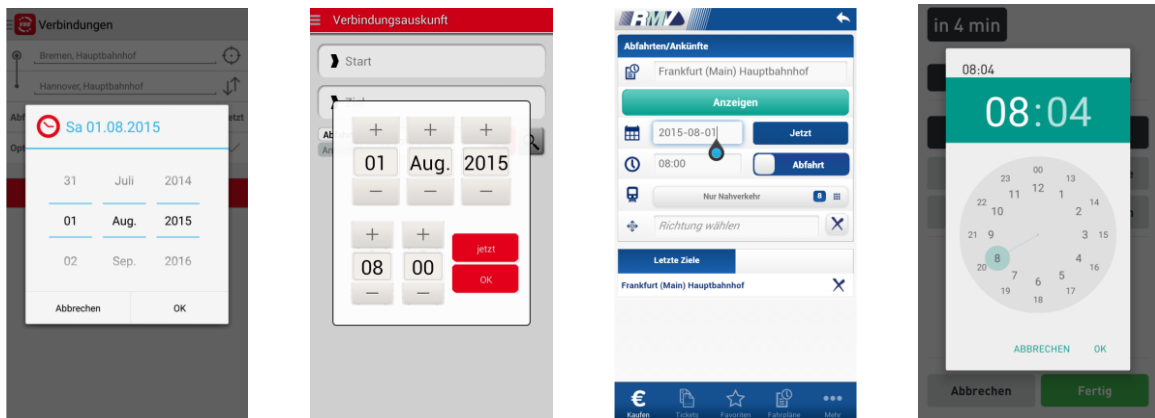 Verbindungen
Bremen, Hauptbahnhof
Hannover, Hauptbahnhof
Sa 01.08.2015
31 Juli 2014
01 Aug. 2015
02 Sep. 2016
Abbrechen OK
Verbindungsauskunft
Start
+ + +
01 Aug. 2015
— — —
+ +
jetzt
08 00
OK
— —
RMV
Abfahrten/Ankünfte
Frankfurt (Main) Hauptbahnhof
Anzeigen
2015-08-01 Jetzt
08:00 Abfahrt
Nur Nahverkehr 8
Richtung wählen
Letzte Ziele
Frankfurt (Main) Hauptbahnhof
€
Kaufen Tickets Favoriten Fahrpläne Mehr
in 4 min
08:04
08:04
00
23 13
12
11 1
22 14
10 2
21 9 3 15
8 4
20 16
7 5
6
19 17
18
ABBRECHEN OK
Abbrechen Fertig